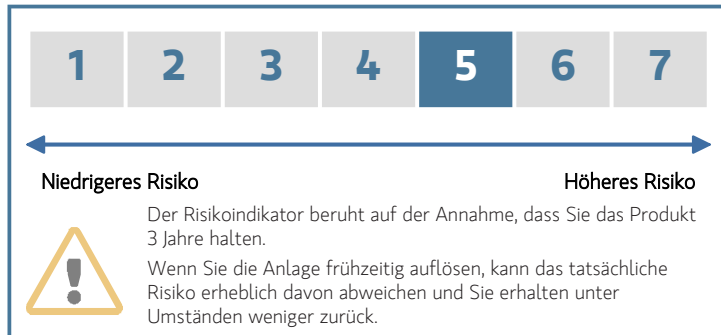 1 2 3 4 5 6 7
Niedrigeres Risiko Höheres Risiko
Der Risikoindikator beruht auf der Annahme, dass Sie das Produkt
3 Jahre halten.
Wenn Sie die Anlage frühzeitig auflösen, kann das tatsächliche
Risiko erheblich davon abweichen und Sie erhalten unter
Umständen weniger zurück.